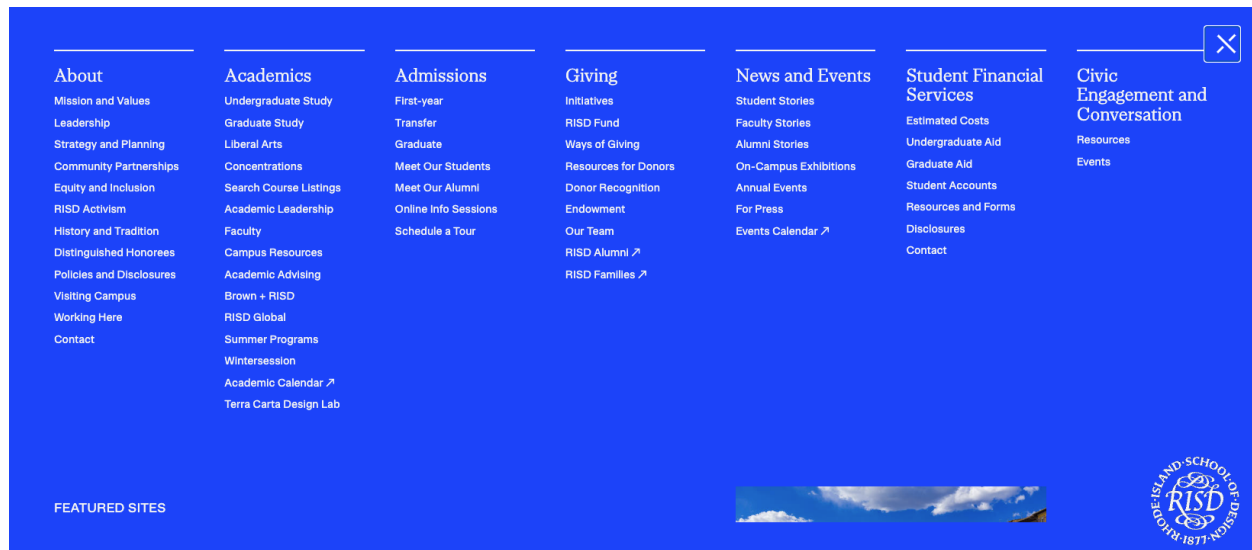 About
Mission and Values
Leadership
Strategy and Planning
Community Partnerships
Equity and Inclusion
RISD Activism
History and Tradition
Distinguished Honorees
Policies and Disclosures
Visiting Campus
Working Here
Contact
Academics
Undergraduate Study
Graduate Study
Liberal Arts
Concentrations
Search Course Listings
Academic Leadership
Faculty
Campus Resources
Academic Advising
Brown + RISD
RISD Global
Summer Programs
Wintersession
Academic Calendar ↗
Terra Carta Design Lab
Admissions
First-year
Transfer
Graduate
Meet Our Students
Meet Our Alumni
Online Info Sessions
Schedule a Tour
Giving
Initiatives
RISD Fund
Ways of Giving
Resources for Donors
Donor Recognition
Endowment
Our Team
RISD Alumni ↗
RISD Families ↗
News and Events
Student Stories
Faculty Stories
Alumni Stories
On-Campus Exhibitions
Annual Events
For Press
Events Calendar ↗
Student Financial
Services
Estimated Costs
Undergraduate Aid
Graduate Aid
Student Accounts
Resources and Forms
Disclosures
Contact
Civic
Engagement and
Conversation
Resources
Events
FEATURED SITES
RHODE·ISLAND·SCHOOL·OF·DESIGN
RISD
·1877·